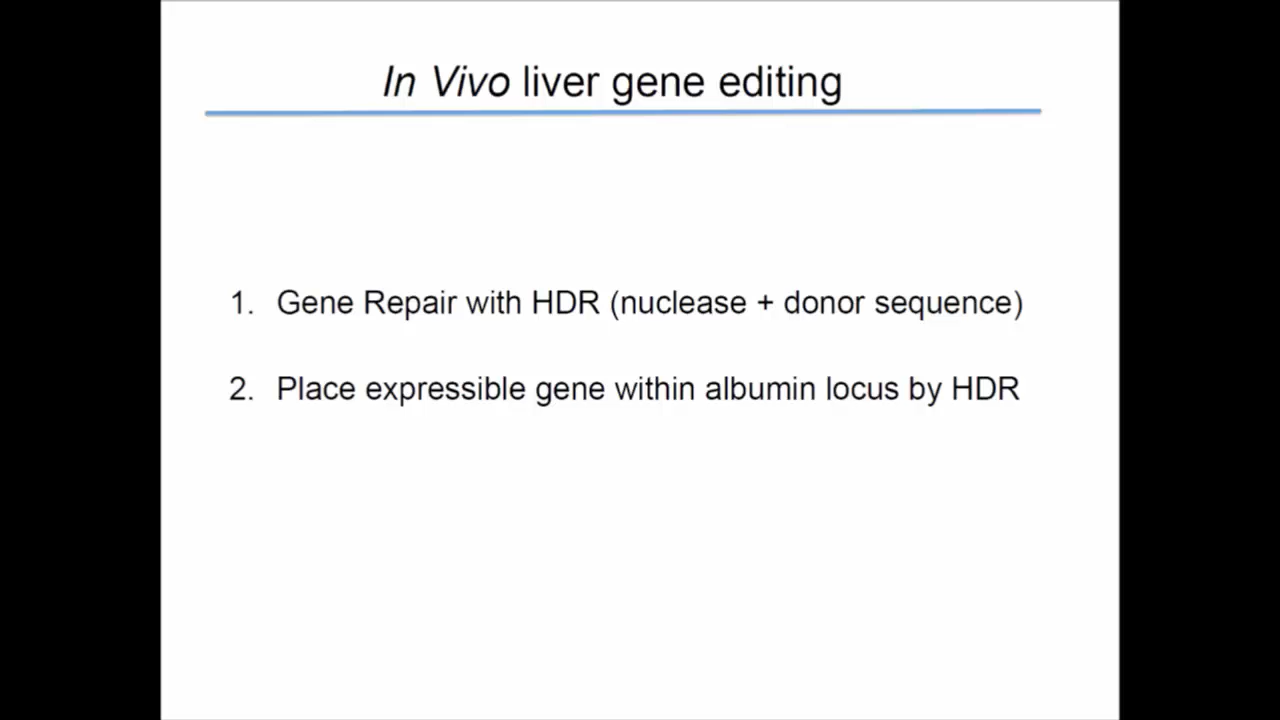 In Vivo liver gene editing
1. Gene Repair with HDR (nuclease + donor sequence)
2. Place expressible gene within albumin locus by HDR